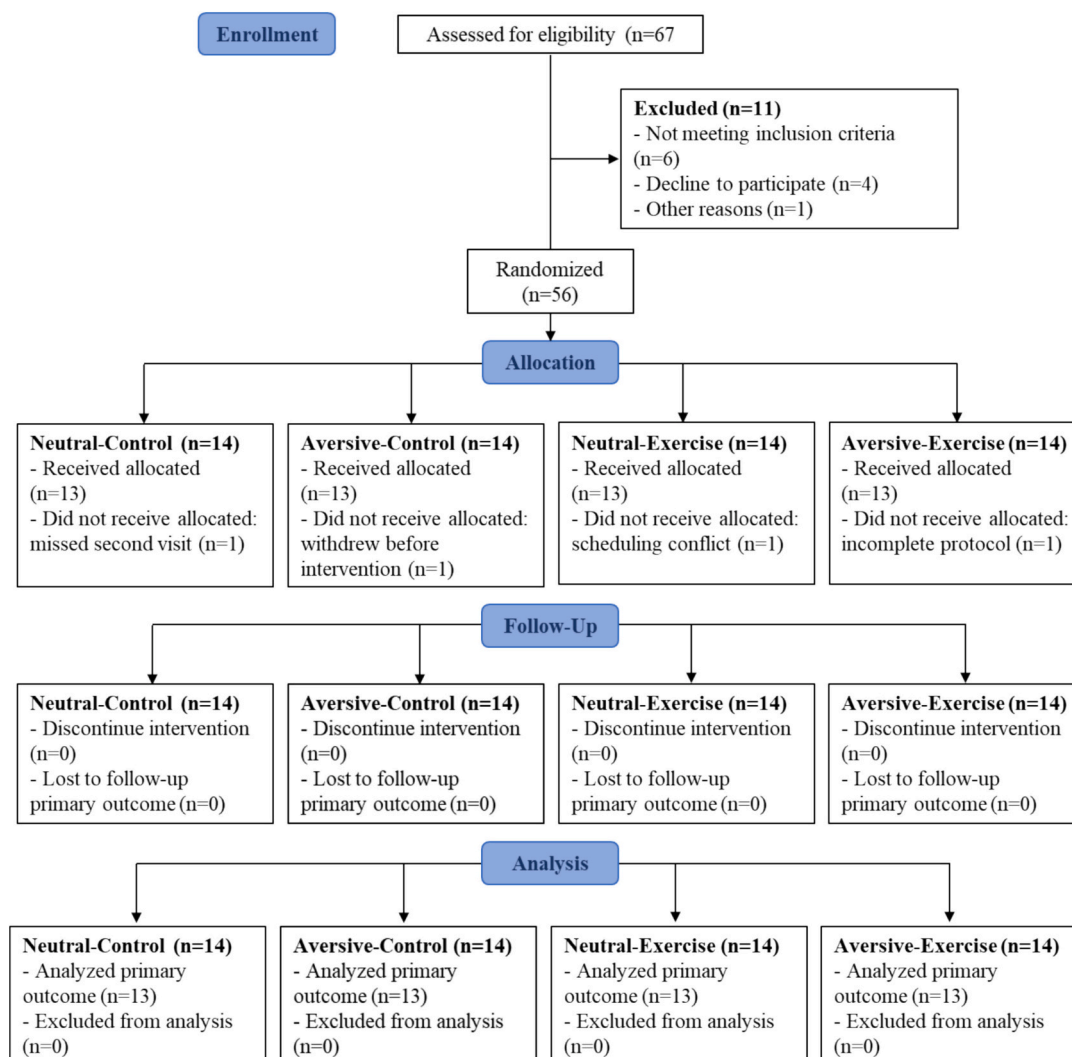 Enrollment
Assessed for eligibility (n=67
Excluded (n=11)
- Not meeting inclusion criteria
(n=6)
- Decline to participate (n=4)
- Other reasons (n=1)
Randomized
(n=56)
Allocation
Neutral-Control (n=14)
- Received allocated
(n=13)
- Did not receive allocated:
missed second visit (n=1)
Aversive-Control (n=14)
- Received allocated
(n=13)
- Did not receive allocated:
withdrew before
intervention (n=1)
Neutral-Exercise (n=14)
- Received allocated
(n=13)
- Did not receive allocated:
scheduling conflict (n=1)
Aversive-Exercise (n=14)
- Received allocated
(n=13)
- Did not receive allocated:
incomplete protocol (n=1)
Follow-Up
Neutral-Control (n=14)
- Discontinue intervention
(n=0)
- Lost to follow-up
primary outcome (n=0)
Aversive-Control (n=14)
- Discontinue intervention
(n=0)
- Lost to follow-up
primary outcome (n=0)
Neutral-Exercise (n=14)
- Discontinue intervention
(n=0)
- Lost to follow-up
primary outcome (n=0)
Aversive-Exercise (n=14)
- Discontinue intervention
(n=0)
- Lost to follow-up
primary outcome (n=0)
Analysis
Neutral-Control (n=14)
- Analyzed primary
outcome (n=13)
- Excluded from analysis
(n=0)
Aversive-Control (n=14)
- Analyzed primary
outcome (n=13)
- Excluded from analysis
(n=0)
Neutral-Exercise (n=14)
- Analyzed primary
outcome (n=13)
- Excluded from analysis
(n=0)
Aversive-Exercise (n=14)
- Analyzed primary
outcome (n=13)
- Excluded from analysis
(n=0)